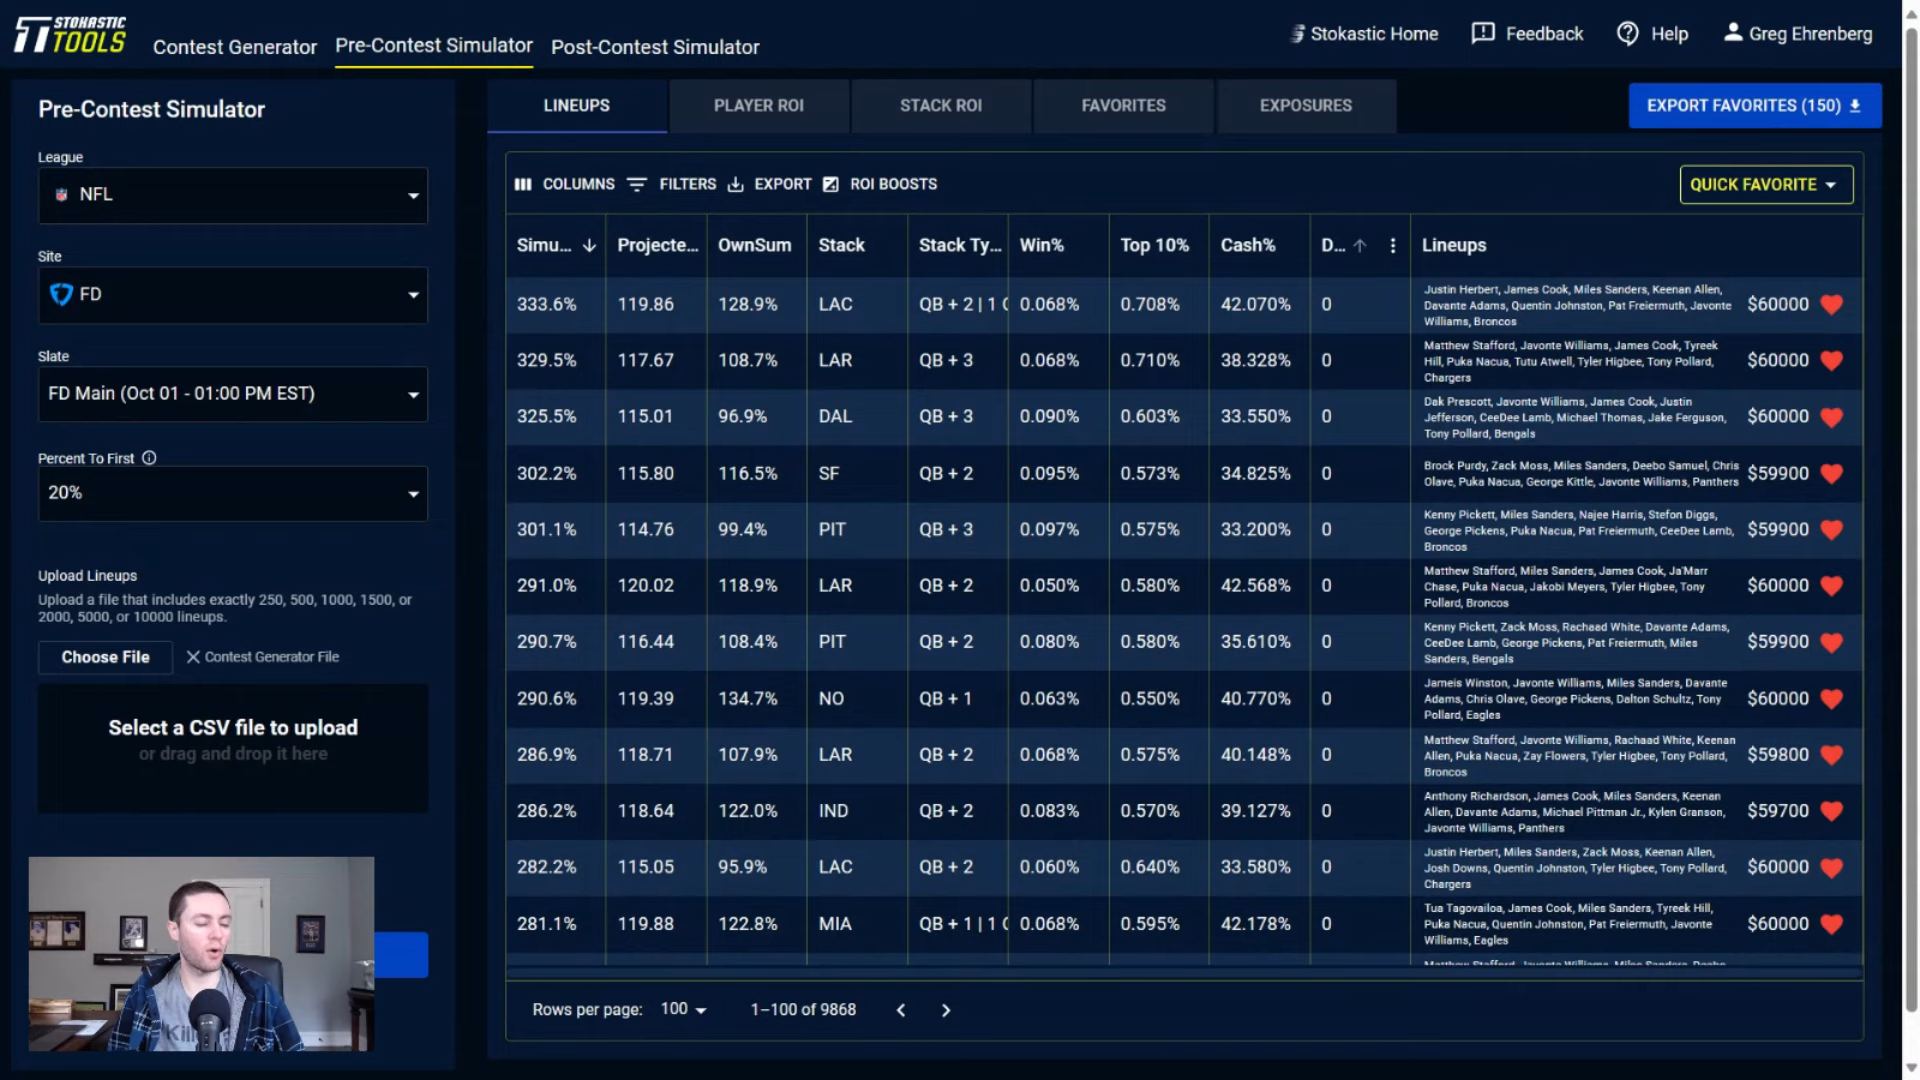 STOKASTIC
TOOLS
Contest Generator
Pre-Contest Simulator
Post-Contest Simulator
Stokastic Home
Feedback
Help
Greg Ehrenberg
Pre-Contest Simulator
League
NFL
Site
FD
Slate
FD Main (Oct 01 - 01:00 PM EST)
Percent To First
20%
Upload Lineups
Upload a file that includes exactly 250, 500, 1000, 1500, or
2000, 5000, or 10000 lineups.
Choose File
Contest Generator File
Select a CSV file to upload
or drag and drop it here
LINEUPS
PLAYER ROI
STACK ROI
FAVORITES
EXPOSURES
EXPORT FAVORITES (150)
COLUMNS
FILTERS
EXPORT
ROI BOOSTS
QUICK FAVORITE
Simu... Projecte... OwnSum Stack Stack Ty... Win% Top 10% Cash% D... Lineups
333.6% 119.86 128.9% LAC QB + 2 | 1 0.068% 0.708% 42.070% 0
Justin Herbert, James Cook, Miles Sanders, Keenan Allen,
Davante Adams, Quentin Johnston, Pat Freiermuth, Javonte
Williams, Broncos
$60000
329.5% 117.67 108.7% LAR QB + 3 0.068% 0.710% 38.328% 0
Matthew Stafford, Javonte Williams, James Cook, Tyreek
Hill, Puka Nacua, Tutu Atwell, Tyler Higbee, Tony Pollard,
Chargers
$60000
325.5% 115.01 96.9% DAL QB + 3 0.090% 0.603% 33.550% 0
Dak Prescott, Javonte Williams, James Cook, Justin
Jefferson, CeeDee Lamb, Michael Thomas, Jake Ferguson,
Tony Pollard, Bengals
$60000
302.2% 115.80 116.5% SF QB + 2 0.095% 0.573% 34.825% 0
Brock Purdy, Zack Moss, Miles Sanders, Deebo Samuel, Chris
Olave, Puka Nacua, George Kittle, Javonte Williams, Panthers
$59900
301.1% 114.76 99.4% PIT QB + 3 0.097% 0.575% 33.200% 0
Kenny Pickett, Miles Sanders, Najee Harris, Stefon Diggs,
George Pickens, Puka Nacua, Pat Freiermuth, CeeDee Lamb,
Broncos
$59900
291.0% 120.02 118.9% LAR QB + 2 0.050% 0.580% 42.568% 0
Matthew Stafford, Miles Sanders, James Cook, Ja'Marr
Chase, Puka Nacua, Jakobi Meyers, Tyler Higbee, Tony
Pollard, Broncos
$60000
290.7% 116.44 108.4% PIT QB + 2 0.080% 0.580% 35.610% 0
Kenny Pickett, Zack Moss, Rachaad White, Davante Adams,
CeeDee Lamb, George Pickens, Pat Freiermuth, Miles
Sanders, Bengals
$59900
290.6% 119.39 134.7% NO QB + 1 0.063% 0.550% 40.770% 0
Jameis Winston, Javonte Williams, Miles Sanders, Davante
Adams, Chris Olave, George Pickens, Dalton Schultz, Tony
Pollard, Eagles
$60000
286.9% 118.71 107.9% LAR QB + 2 0.068% 0.575% 40.148% 0
Matthew Stafford, Javonte Williams, Rachaad White, Keenan
Allen, Puka Nacua, Zay Flowers, Tyler Higbee, Tony Pollard,
Broncos
$59800
286.2% 118.64 122.0% IND QB + 2 0.083% 0.570% 39.127% 0
Anthony Richardson, James Cook, Miles Sanders, Keenan
Allen, Davante Adams, Michael Pittman Jr., Kylen Granson,
Javonte Williams, Panthers
$59700
282.2% 115.05 95.9% LAC QB + 2 0.060% 0.640% 33.580% 0
Justin Herbert, Miles Sanders, Zack Moss, Keenan Allen,
Josh Downs, Quentin Johnston, Tyler Higbee, Tony Pollard,
Chargers
$60000
281.1% 119.88 122.8% MIA QB + 1 | 1 0.068% 0.595% 42.178% 0
Tua Tagovailoa, James Cook, Miles Sanders, Tyreek Hill,
Puka Nacua, Quentin Johnston, Pat Freiermuth, Javonte
Williams, Eagles
$60000
Rows per page: 100 1–100 of 9868